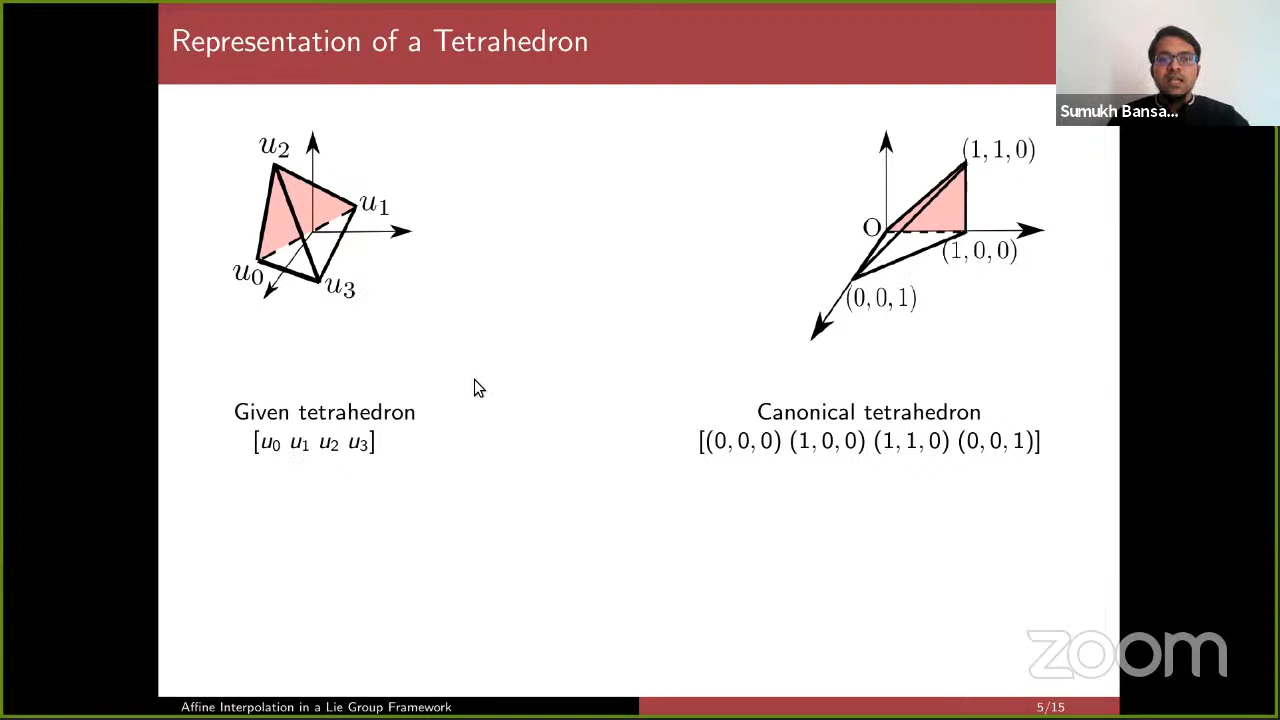 Representation of a Tetrahedron
Sumukh Bansa...
u2
u1
u0
u3
(1, 1, 0)
O
(1, 0, 0)
(0, 0, 1)
Given tetrahedron
[u0 u1 u2 u3]
Canonical tetrahedron
[(0, 0, 0) (1, 0, 0) (1, 1, 0) (0, 0, 1)]
zoom
Affine Interpolation in a Lie Group Framework
5/15